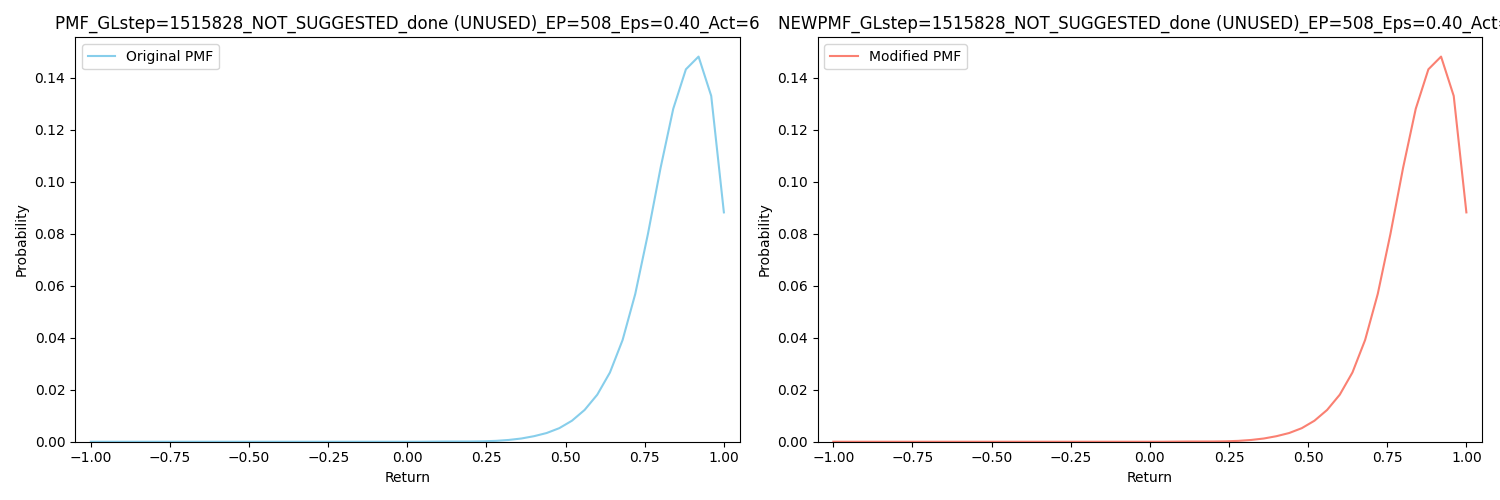 PMF_GLstep=1515828_NOT_SUGGESTED_done (UNUSED)_EP=508_Eps=0.40_Act=6
Original PMF
0.14
0.12
0.10
0.08
0.06
0.04
0.02
0.00
Probability
−1.00 −0.75 −0.50 −0.25 0.00 0.25 0.50 0.75 1.00
Return
NEWPMF_GLstep=1515828_NOT_SUGGESTED_done (UNUSED)_EP=508_Eps=0.40_Act=
Modified PMF
0.14
0.12
0.10
0.08
0.06
0.04
0.02
0.00
Probability
−1.00 −0.75 −0.50 −0.25 0.00 0.25 0.50 0.75 1.00
Return